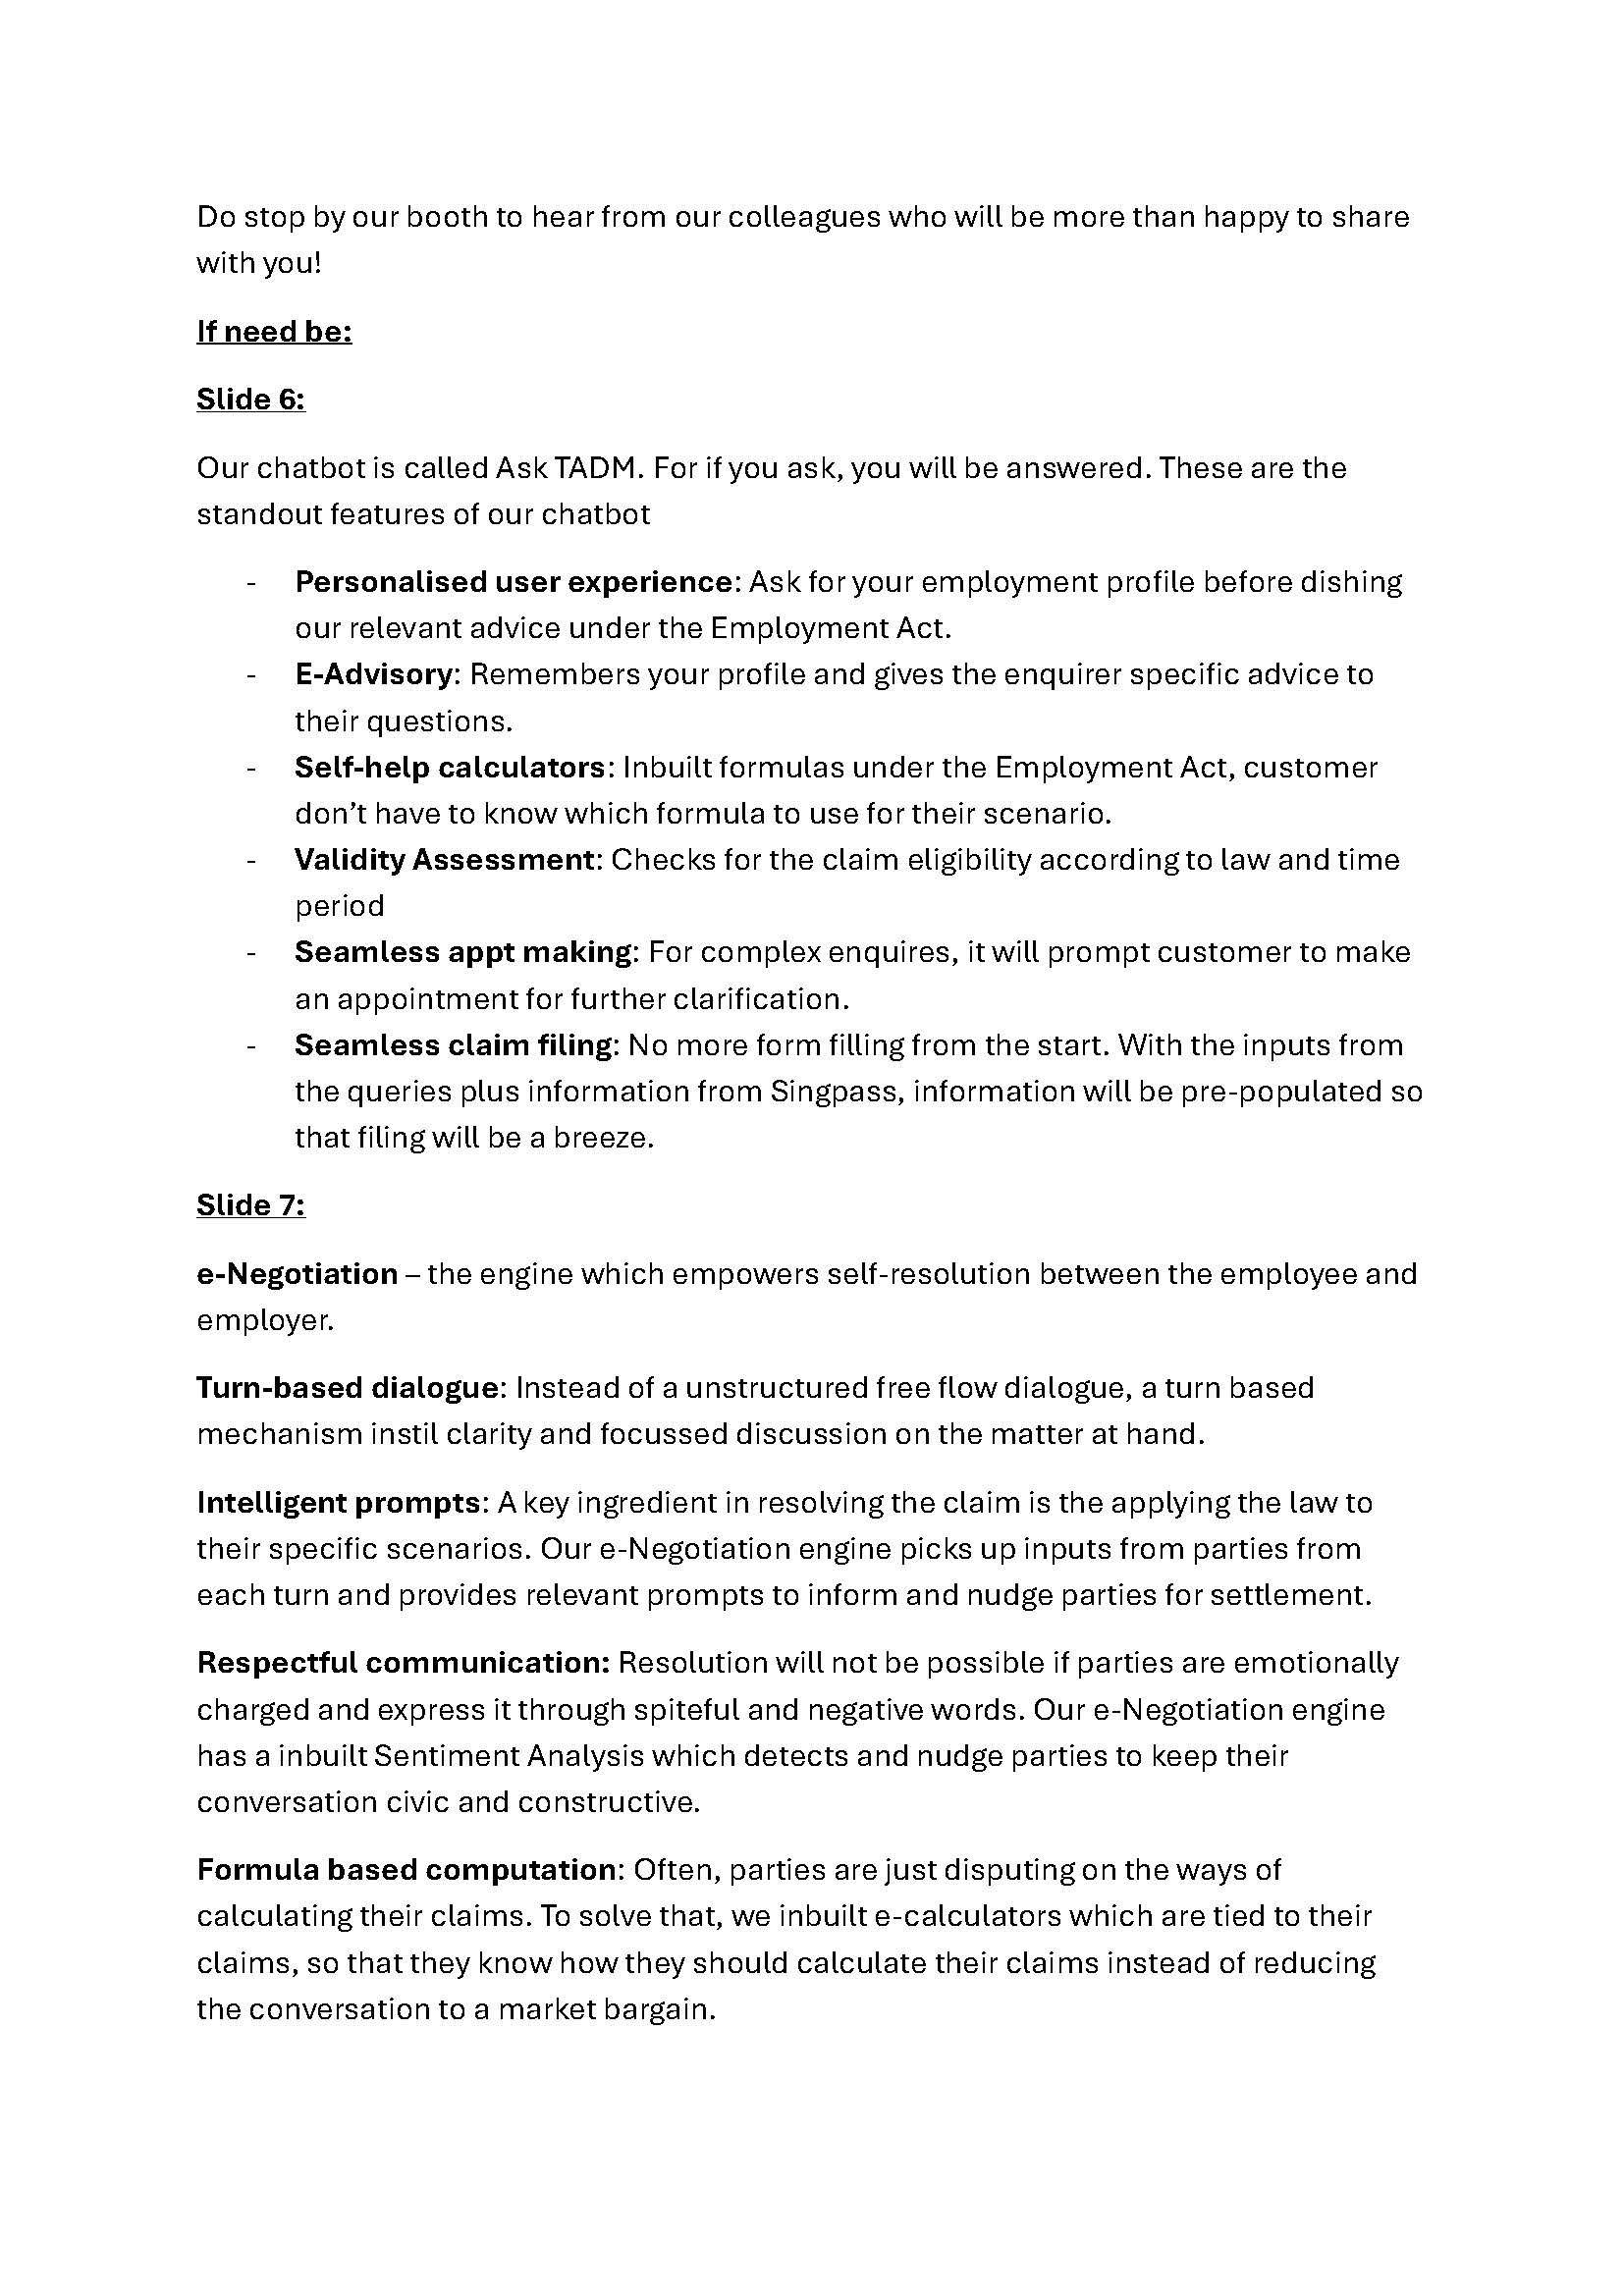 Do stop by our booth to hear from our colleagues who will be more than happy to share
with you!
If need be:
Slide 6:
Our chatbot is called Ask TADM. For if you ask, you will be answered. These are the
standout features of our chatbot
- Personalised user experience: Ask for your employment profile before dishing
our relevant advice under the Employment Act.
- E-Advisory: Remembers your profile and gives the enquirer specific advice to
their questions.
- Self-help calculators: Inbuilt formulas under the Employment Act, customer
don’t have to know which formula to use for their scenario.
- Validity Assessment: Checks for the claim eligibility according to law and time
period
- Seamless appt making: For complex enquires, it will prompt customer to make
an appointment for further clarification.
- Seamless claim filing: No more form filling from the start. With the inputs from
the queries plus information from Singpass, information will be pre-populated so
that filing will be a breeze.
Slide 7:
e-Negotiation – the engine which empowers self-resolution between the employee and
employer.
Turn-based dialogue: Instead of a unstructured free flow dialogue, a turn based
mechanism instil clarity and focussed discussion on the matter at hand.
Intelligent prompts: A key ingredient in resolving the claim is the applying the law to
their specific scenarios. Our e-Negotiation engine picks up inputs from parties from
each turn and provides relevant prompts to inform and nudge parties for settlement.
Respectful communication: Resolution will not be possible if parties are emotionally
charged and express it through spiteful and negative words. Our e-Negotiation engine
has a inbuilt Sentiment Analysis which detects and nudge parties to keep their
conversation civic and constructive.
Formula based computation: Often, parties are just disputing on the ways of
calculating their claims. To solve that, we inbuilt e-calculators which are tied to their
claims, so that they know how they should calculate their claims instead of reducing
the conversation to a market bargain.